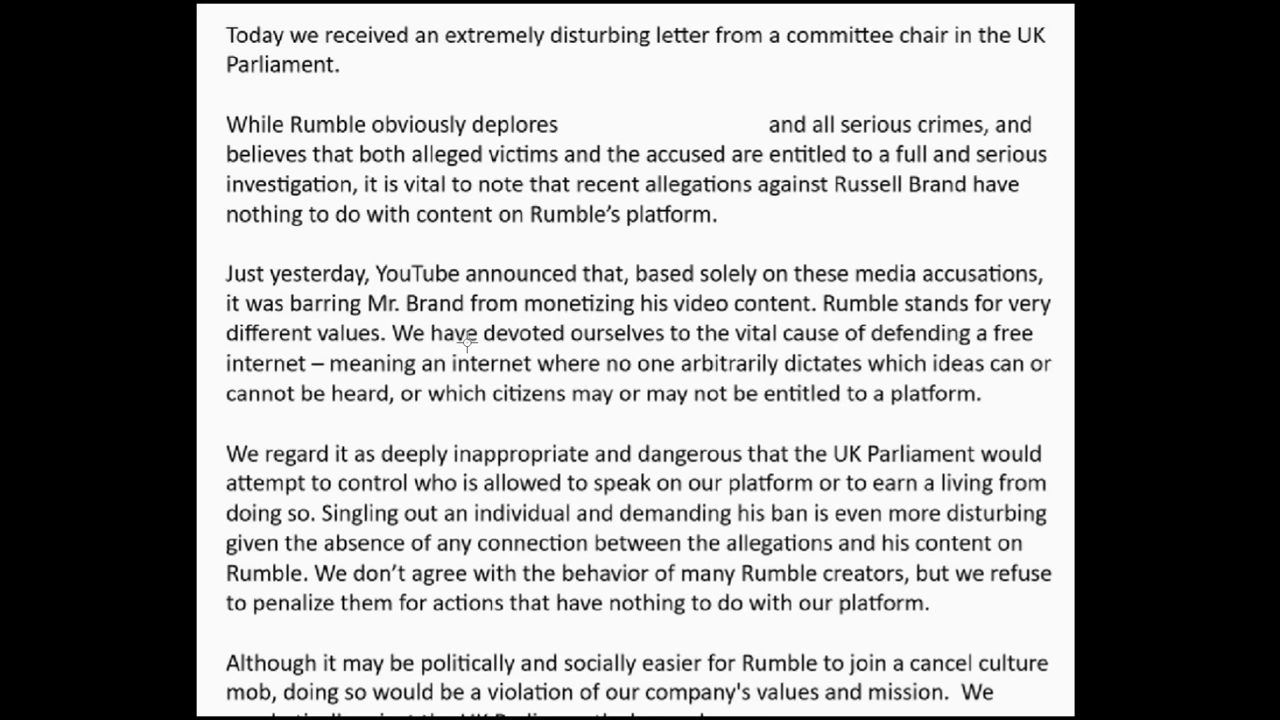 Today we received an extremely disturbing letter from a committee chair in the UK
Parliament.
While Rumble obviously deplores and all serious crimes, and
believes that both alleged victims and the accused are entitled to a full and serious
investigation, it is vital to note that recent allegations against Russell Brand have
nothing to do with content on Rumble’s platform.
Just yesterday, YouTube announced that, based solely on these media accusations,
it was barring Mr. Brand from monetizing his video content. Rumble stands for very
different values. We have devoted ourselves to the vital cause of defending a free
internet – meaning an internet where no one arbitrarily dictates which ideas can or
cannot be heard, or which citizens may or may not be entitled to a platform.
We regard it as deeply inappropriate and dangerous that the UK Parliament would
attempt to control who is allowed to speak on our platform or to earn a living from
doing so. Singling out an individual and demanding his ban is even more disturbing
given the absence of any connection between the allegations and his content on
Rumble. We don’t agree with the behavior of many Rumble creators, but we refuse
to penalize them for actions that have nothing to do with our platform.
Although it may be politically and socially easier for Rumble to join a cancel culture
mob, doing so would be a violation of our company's values and mission. We